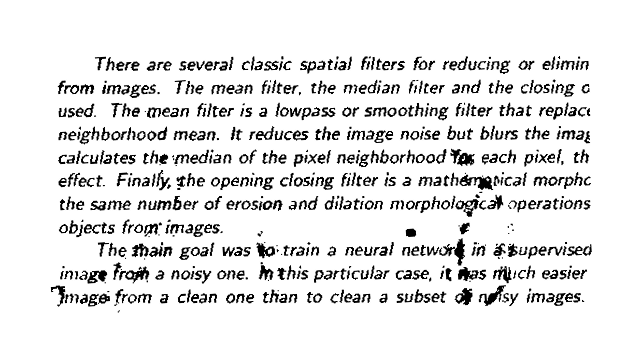 There are several classic spatial filters for reducing or elimin
from images. The mean filter, the median filter and the closing o
used. The mean filter is a lowpass or smoothing filter that replac
neighborhood mean. It reduces the image noise but blurs the imag
calculates the median of the pixel neighborhood for each pixel, th
effect. Finally, the opening closing filter is a mathematical morpho
the same number of erosion and dilation morphological operations
objects from images.
The main goal was to train a neural network in a supervised
image from a noisy one. In this particular case, it was much easier
image from a clean one than to clean a subset of noisy images.